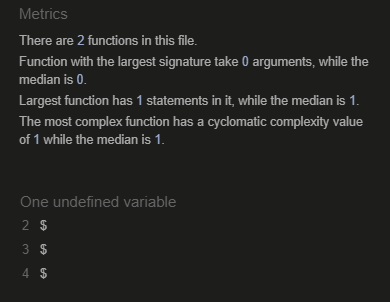 Metrics
There are 2 functions in this file.
Function with the largest signature take 0 arguments, while the
median is 0.
Largest function has 1 statements in it, while the median is 1.
The most complex function has a cyclomatic complexity value
of 1 while the median is 1.
One undefined variable
2 $
3 $
4 $